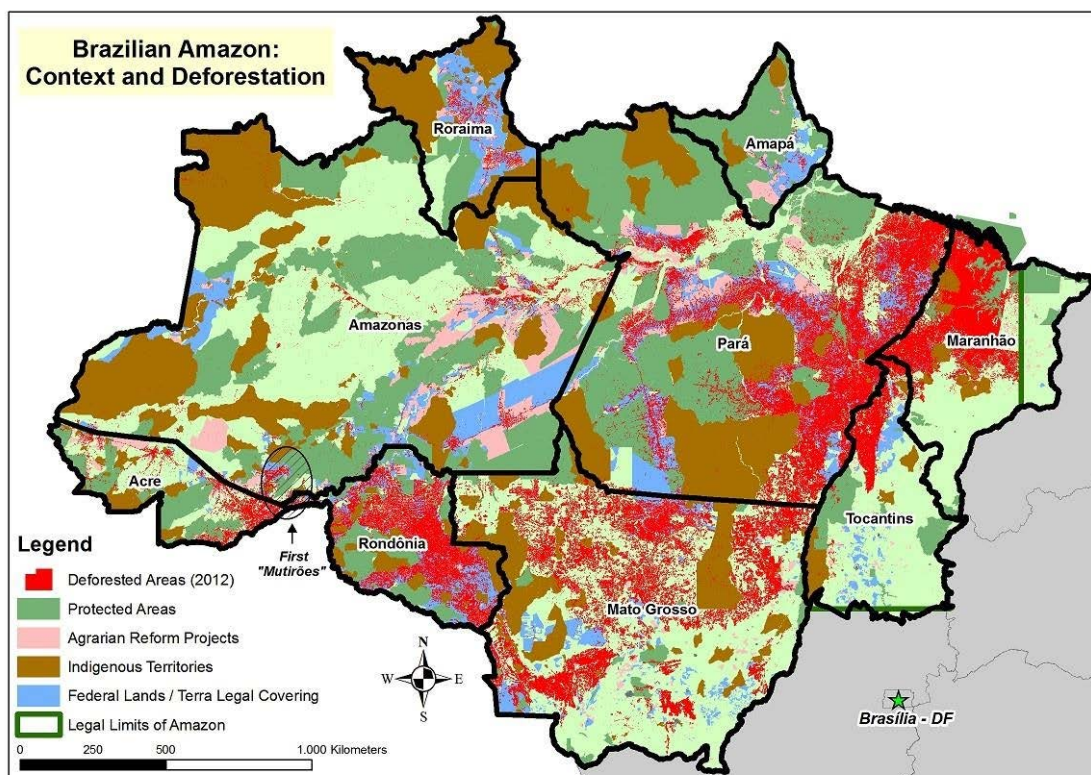 Brazilian Amazon:
Context and Deforestation
Roraima
Amapá
Amazonas
Pará
Maranhão
Acre
Tocantins
Rondônia
First
"Mutirões"
Mato Grosso
Legend
Deforested Areas (2012)
Protected Areas
Agrarian Reform Projects
Indigenous Territories
Federal Lands / Terra Legal Covering
Legal Limits of Amazon
N
W
E
S
Brasília - DF
0
500
1.000 Kilometers